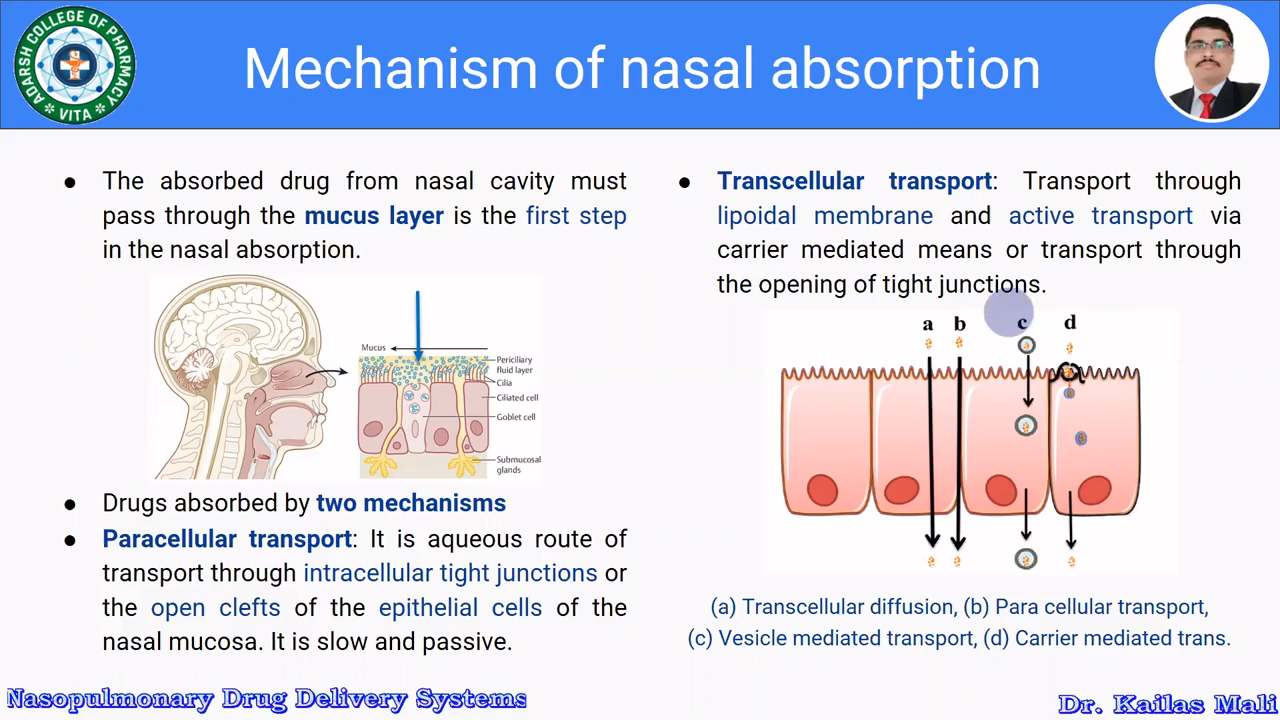 ADARSH COLLEGE OF PHARMACY
VITA
Mechanism of nasal absorption
● The absorbed drug from nasal cavity must
pass through the mucus layer is the first step
in the nasal absorption.
Mucus
Periciliary
fluid layer
Cilia
Ciliated cell
Goblet cell
Submucosal
glands
● Drugs absorbed by two mechanisms
● Paracellular transport: It is aqueous route of
transport through intracellular tight junctions or
the open clefts of the epithelial cells of the
nasal mucosa. It is slow and passive.
● Transcellular transport: Transport through
lipoidal membrane and active transport via
carrier mediated means or transport through
the opening of tight junctions.
a b c d
(a) Transcellular diffusion, (b) Para cellular transport,
(c) Vesicle mediated transport, (d) Carrier mediated trans.
Nasopulmonary Drug Delivery Systems
Dr. Kailas Mali